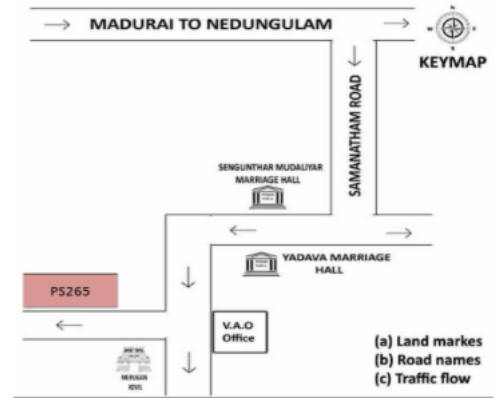 MADURAI TO NEDUNGULAM
N
W E
S
KEYMAP
SAMANATHAM ROAD
SENGUNTHAR MUDALIYAR
MARRIAGE HALL
YADAVA MARRIAGE
HALL
PS265
V.A.O
Office
MURUGAN
KOVIL
(a) Land markes
(b) Road names
(c) Traffic flow